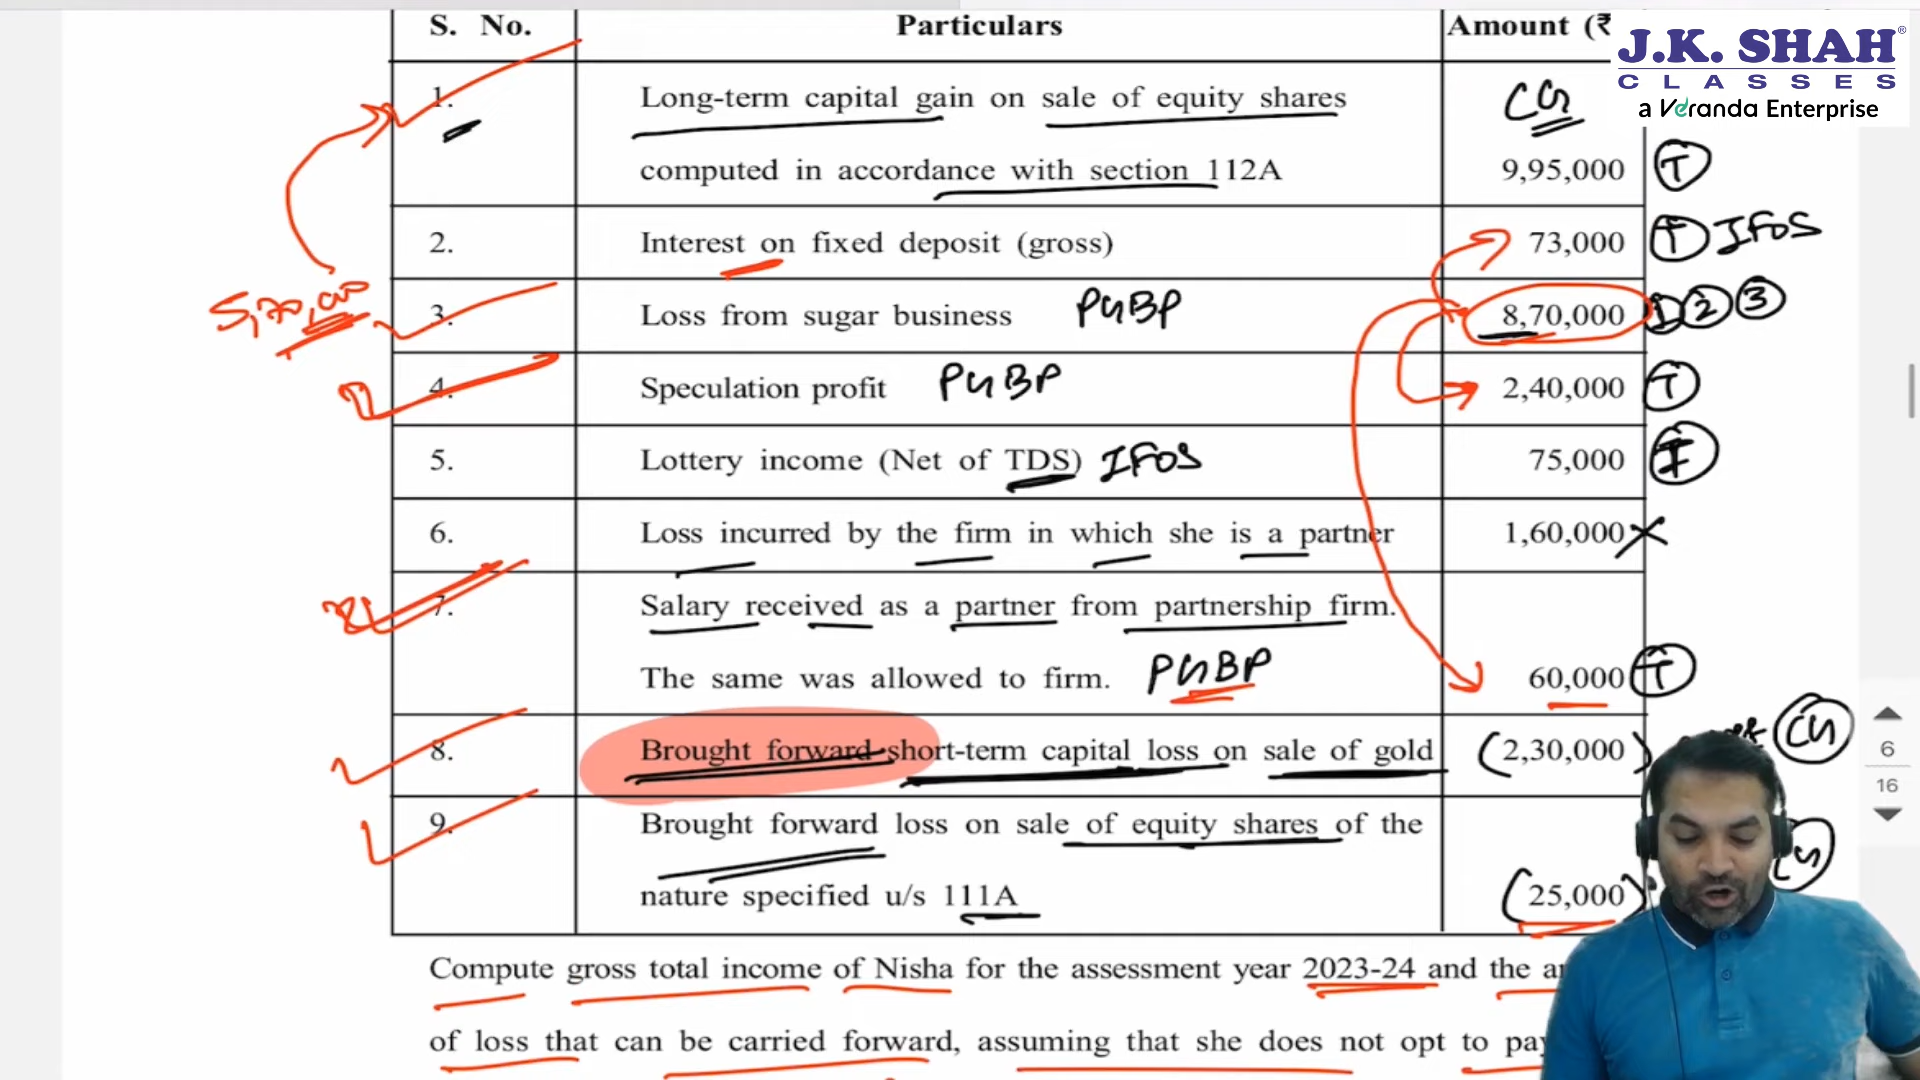 S. No. Particulars Amount (₹
J.K. SHAH®
CLASSES
a Veranda Enterprise
1. Long-term capital gain on sale of equity shares CG
computed in accordance with section 112A 9,95,000 T
2. Interest on fixed deposit (gross) 73,000 T IFOS
5,70,000 3. Loss from sugar business PGBP 8,70,000 1 2 3
4. Speculation profit PGBP 2,40,000 T
5. Lottery income (Net of TDS) IFOS 75,000
6. Loss incurred by the firm in which she is a partner 1,60,000 X
7. Salary received as a partner from partnership firm.
The same was allowed to firm. PGBP 60,000 T
8. Brought forward short-term capital loss on sale of gold (2,30,000) CG
9. Brought forward loss on sale of equity shares of the
nature specified u/s 111A (25,000)
6
16
Compute gross total income of Nisha for the assessment year 2023-24 and the
of loss that can be carried forward, assuming that she does not opt to pay